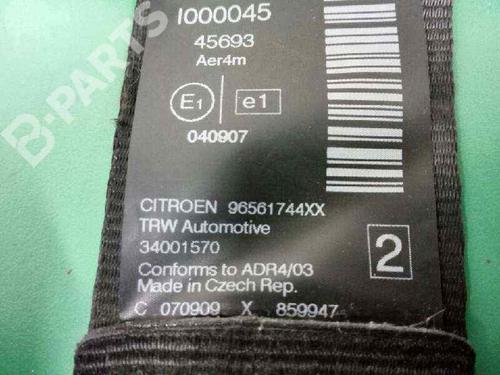 I000045
45693
Aer4m
E1 e1
040907
CITROEN 96561744XX
TRW Automotive
34001570
2
Conforms to ADR4/03
Made in Czech Rep.
C 070909 X 859947
B-PARTS
B-PARTS